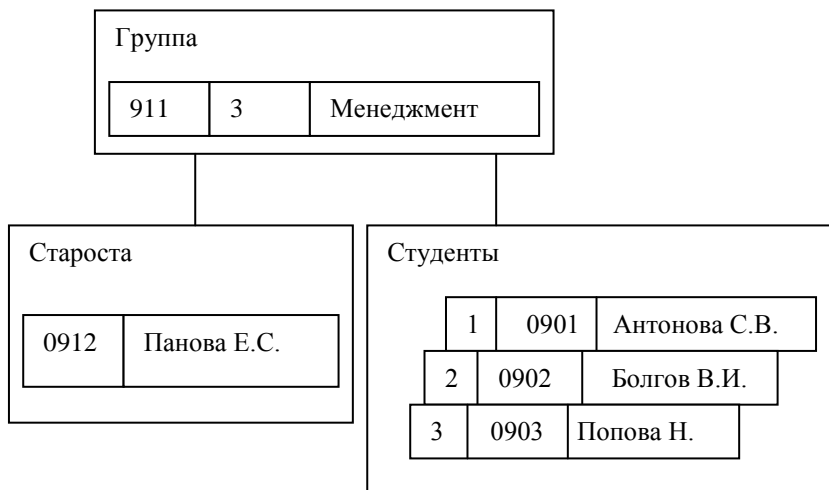 Группа
911 3 Менеджмент
Староста
0912 Панова Е.С.
Студенты
1 0901 Антонова С.В.
2 0902 Болгов В.И.
3 0903 Попова Н.